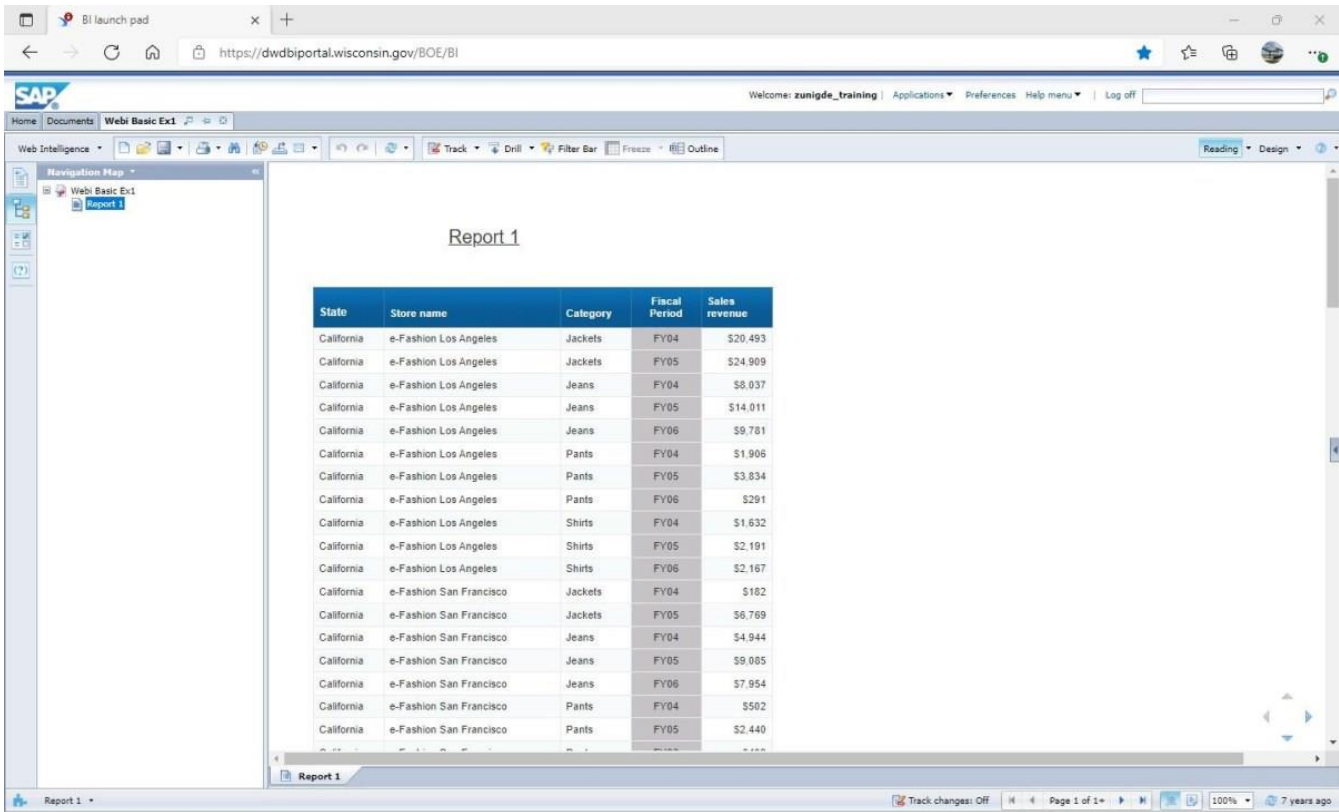 BI launch pad
https://dwdbiportal.wisconsin.gov/BOE/BI
SAP
Welcome: zunigde_training | Applications Preferences Help menu | Log off
Home Documents Webi Basic Ex1
Web Intelligence Track Drill Filter Bar Freeze Outline Reading Design
Navigation Map
Webi Basic Ex1
Report 1
Report 1
State Store name Category Fiscal Period Sales revenue
California e-Fashion Los Angeles Jackets FY04 $20,493
California e-Fashion Los Angeles Jackets FY05 $24,909
California e-Fashion Los Angeles Jeans FY04 $8,037
California e-Fashion Los Angeles Jeans FY05 $14,011
California e-Fashion Los Angeles Jeans FY06 $9,781
California e-Fashion Los Angeles Pants FY04 $1,906
California e-Fashion Los Angeles Pants FY05 $3,834
California e-Fashion Los Angeles Pants FY06 $291
California e-Fashion Los Angeles Shirts FY04 $1,632
California e-Fashion Los Angeles Shirts FY05 $2,191
California e-Fashion Los Angeles Shirts FY06 $2,167
California e-Fashion San Francisco Jackets FY04 $182
California e-Fashion San Francisco Jackets FY05 $6,769
California e-Fashion San Francisco Jeans FY04 $4,944
California e-Fashion San Francisco Jeans FY05 $9,085
California e-Fashion San Francisco Jeans FY06 $7,954
California e-Fashion San Francisco Pants FY04 $502
California e-Fashion San Francisco Pants FY05 $2,440
Report 1
Report 1 Track changes: Off Page 1 of 1+ 100% 7 years ago